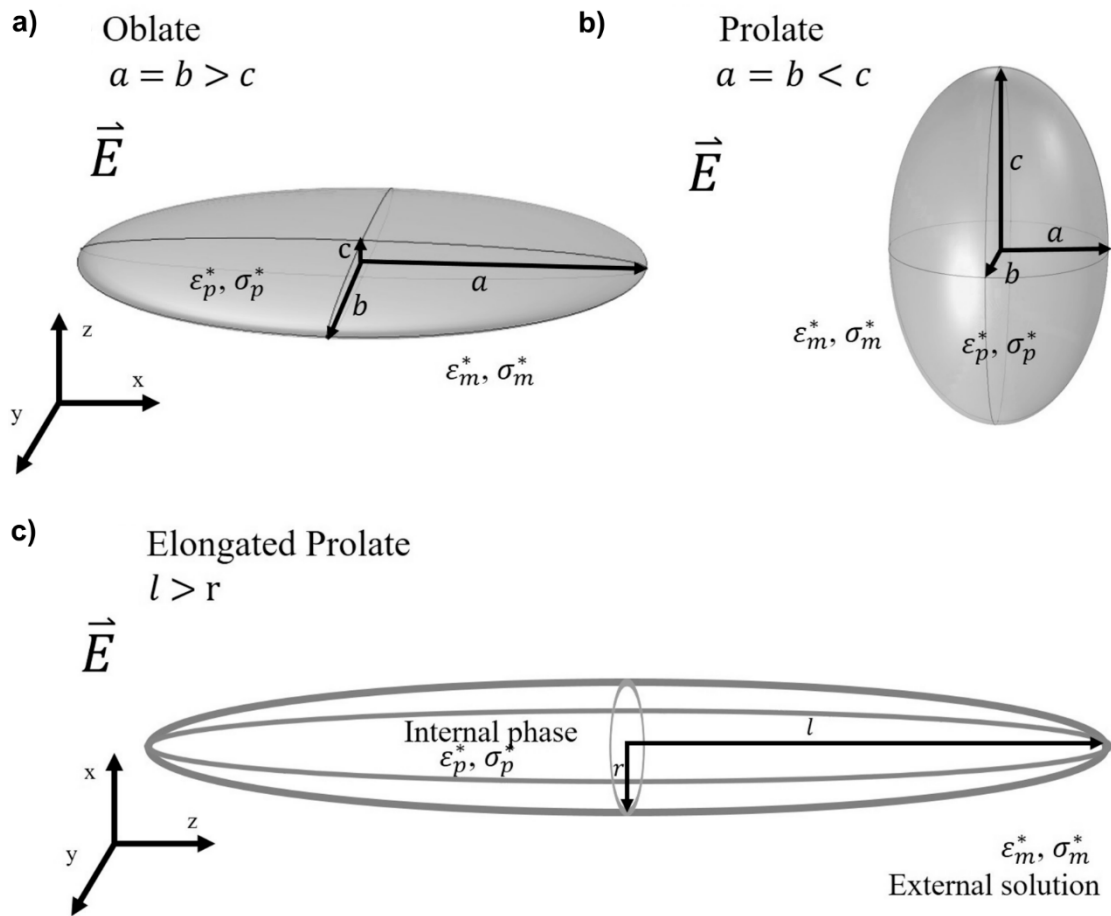 a)
Oblate
a = b > c
E⃗
c
a
b
ε*ₚ, σ*ₚ
ε*ₘ, σ*ₘ
z
x
y
b)
Prolate
a = b < c
E⃗
c
a
b
ε*ₘ, σ*ₘ
ε*ₚ, σ*ₚ
c)
Elongated Prolate
l > r
E⃗
Internal phase
ε*ₚ, σ*ₚ
l
r
x
z
y
ε*ₘ, σ*ₘ
External solution